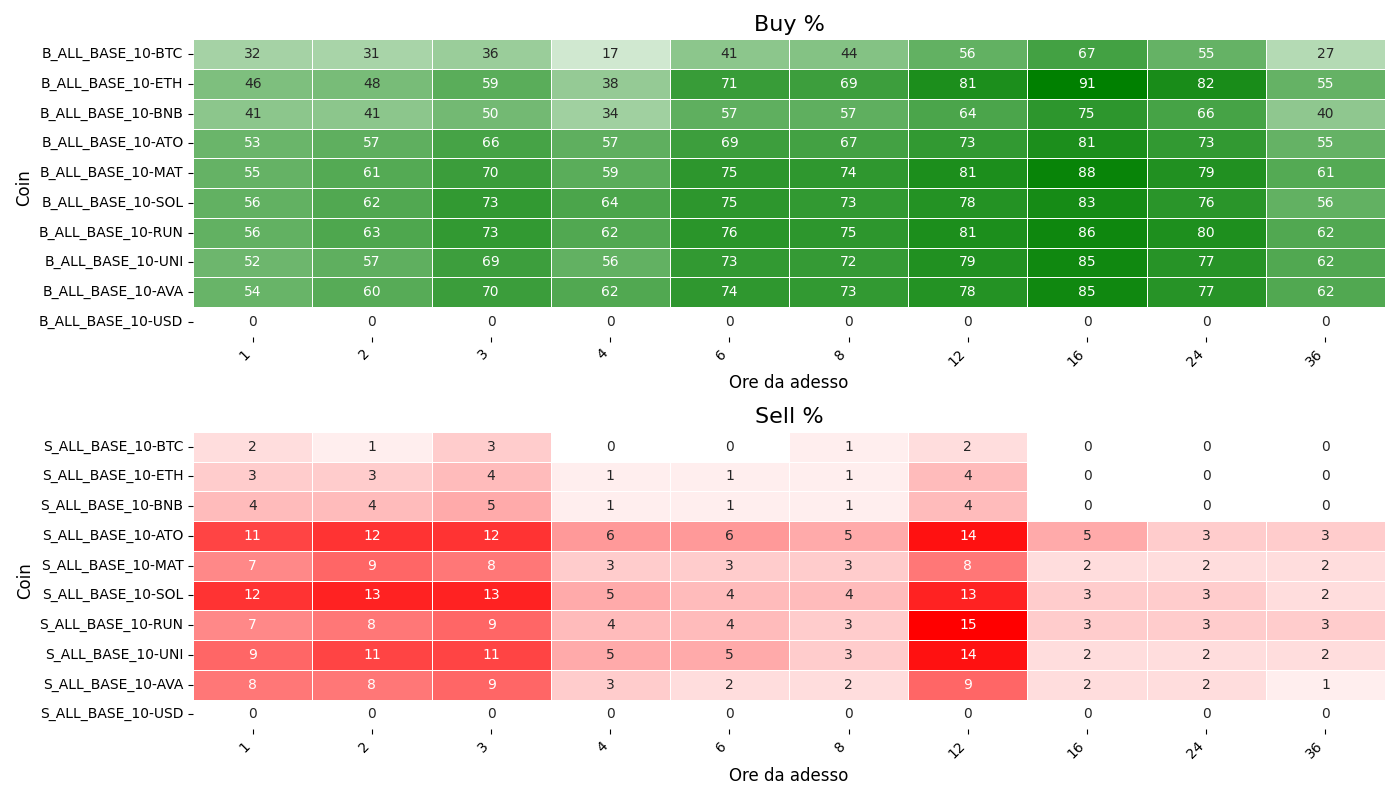 Buy %
Coin
B_ALL_BASE_10-BTC 32 31 36 17 41 44 56 67 55 27
B_ALL_BASE_10-ETH 46 48 59 38 71 69 81 91 82 55
B_ALL_BASE_10-BNB 41 41 50 34 57 57 64 75 66 40
B_ALL_BASE_10-ATO 53 57 66 57 69 67 73 81 73 55
B_ALL_BASE_10-MAT 55 61 70 59 75 74 81 88 79 61
B_ALL_BASE_10-SOL 56 62 73 64 75 73 78 83 76 56
B_ALL_BASE_10-RUN 56 63 73 62 76 75 81 86 80 62
B_ALL_BASE_10-UNI 52 57 69 56 73 72 79 85 77 62
B_ALL_BASE_10-AVA 54 60 70 62 74 73 78 85 77 62
B_ALL_BASE_10-USD 0 0 0 0 0 0 0 0 0 0
1 2 3 4 6 8 12 16 24 36
Ore da adesso
Sell %
Coin
S_ALL_BASE_10-BTC 2 1 3 0 0 1 2 0 0 0
S_ALL_BASE_10-ETH 3 3 4 1 1 1 4 0 0 0
S_ALL_BASE_10-BNB 4 4 5 1 1 1 4 0 0 0
S_ALL_BASE_10-ATO 11 12 12 6 6 5 14 5 3 3
S_ALL_BASE_10-MAT 7 9 8 3 3 3 8 2 2 2
S_ALL_BASE_10-SOL 12 13 13 5 4 4 13 3 3 2
S_ALL_BASE_10-RUN 7 8 9 4 4 3 15 3 3 3
S_ALL_BASE_10-UNI 9 11 11 5 5 3 14 2 2 2
S_ALL_BASE_10-AVA 8 8 9 3 2 2 9 2 2 1
S_ALL_BASE_10-USD 0 0 0 0 0 0 0 0 0 0
1 2 3 4 6 8 12 16 24 36
Ore da adesso